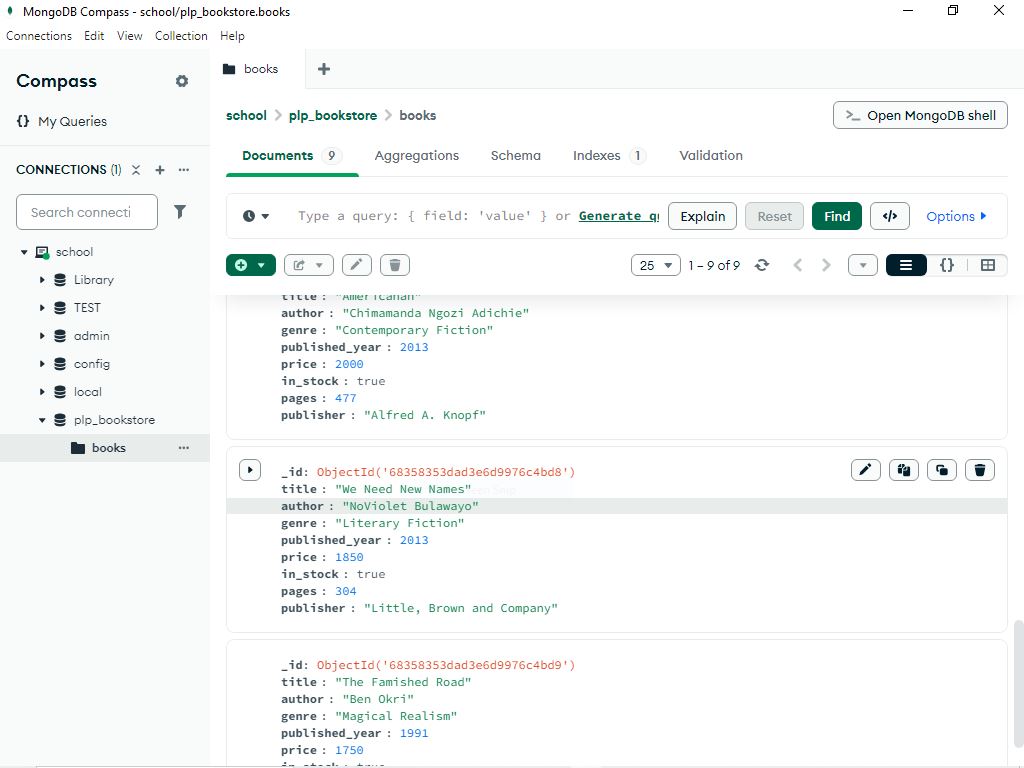 MongoDB Compass - school/plp_bookstore.books
Connections Edit View Collection Help
Compass
{} My Queries
CONNECTIONS (1)
Search connecti
school
Library
TEST
admin
config
local
plp_bookstore
books
books
school > plp_bookstore > books
>_ Open MongoDB shell
Documents 9 Aggregations Schema Indexes 1 Validation
Type a query: { field: 'value' } or Generate qu
Explain Reset Find </> Options
25 1 – 9 of 9 {}
title : "Americanah"
author : "Chimamanda Ngozi Adichie"
genre : "Contemporary Fiction"
published_year : 2013
price : 2000
in_stock : true
pages : 477
publisher : "Alfred A. Knopf"
_id: ObjectId('68358353dad3e6d9976c4bd8')
title : "We Need New Names"
author : "NoViolet Bulawayo"
genre : "Literary Fiction"
published_year : 2013
price : 1850
in_stock : true
pages : 304
publisher : "Little, Brown and Company"
_id: ObjectId('68358353dad3e6d9976c4bd9')
title : "The Famished Road"
author : "Ben Okri"
genre : "Magical Realism"
published_year : 1991
price : 1750
in_stock : true